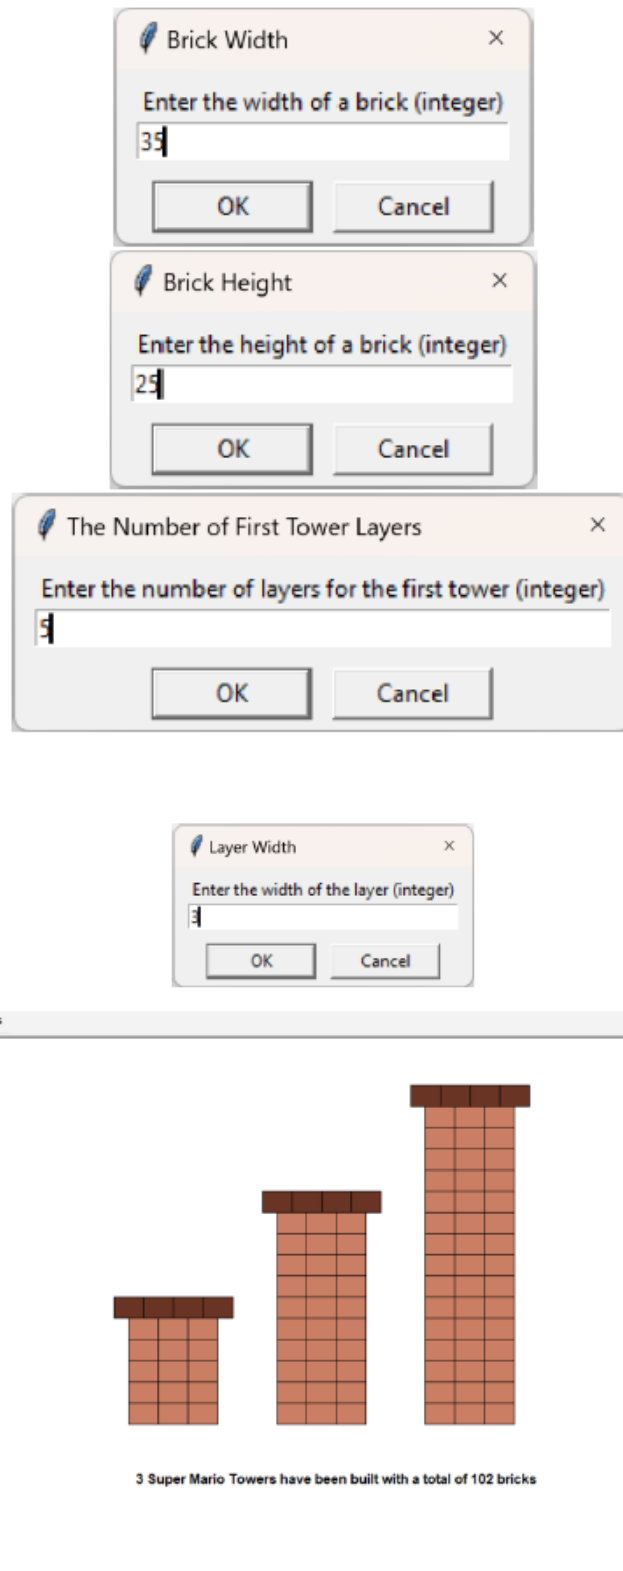 Brick Width
Enter the width of a brick (integer)
35
OK Cancel
Brick Height
Enter the height of a brick (integer)
25
OK Cancel
The Number of First Tower Layers
Enter the number of layers for the first tower (integer)
5
OK Cancel
Layer Width
Enter the width of the layer (integer)
3
OK Cancel
3 Super Mario Towers have been built with a total of 102 bricks